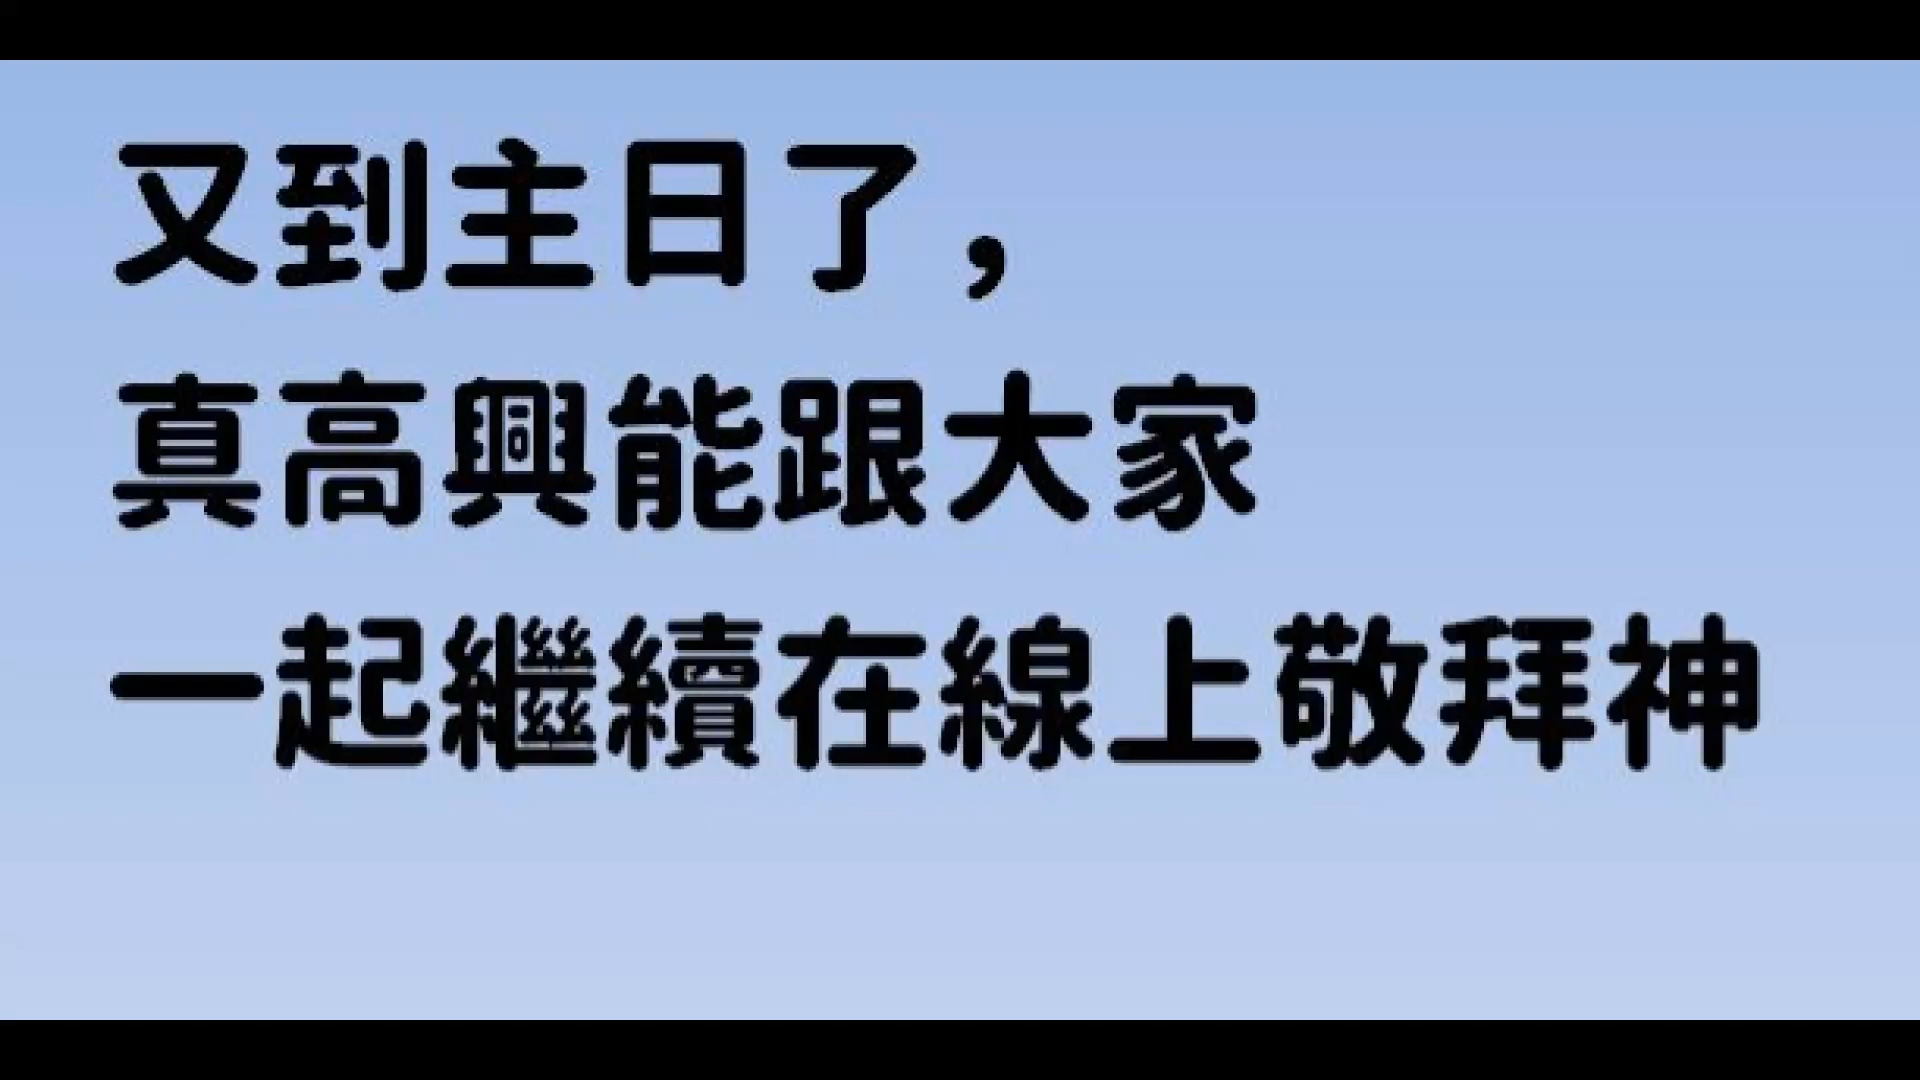 又到主日了，
真高興能跟大家
一起繼續在線上敬拜神